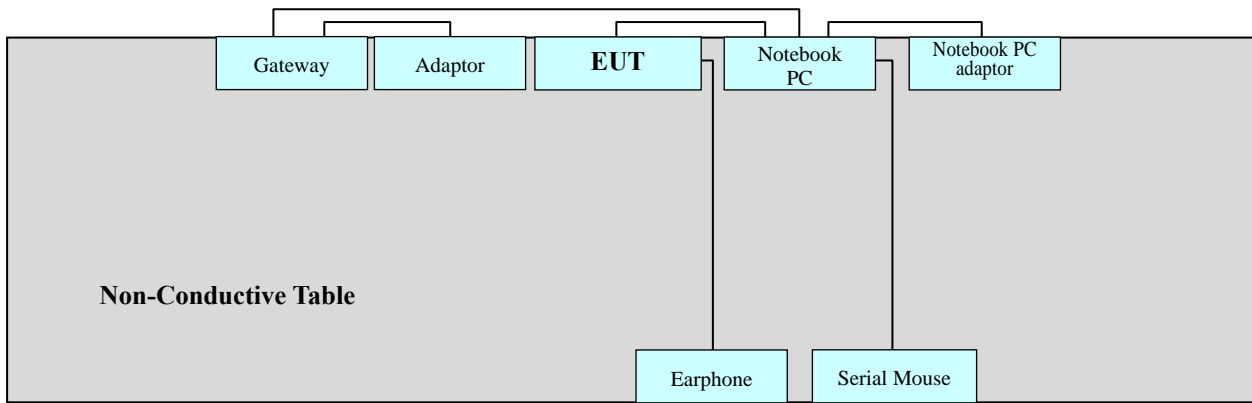 Gateway
Adaptor
EUT
Notebook
PC
Notebook PC
adaptor
Non-Conductive Table
Earphone
Serial Mouse